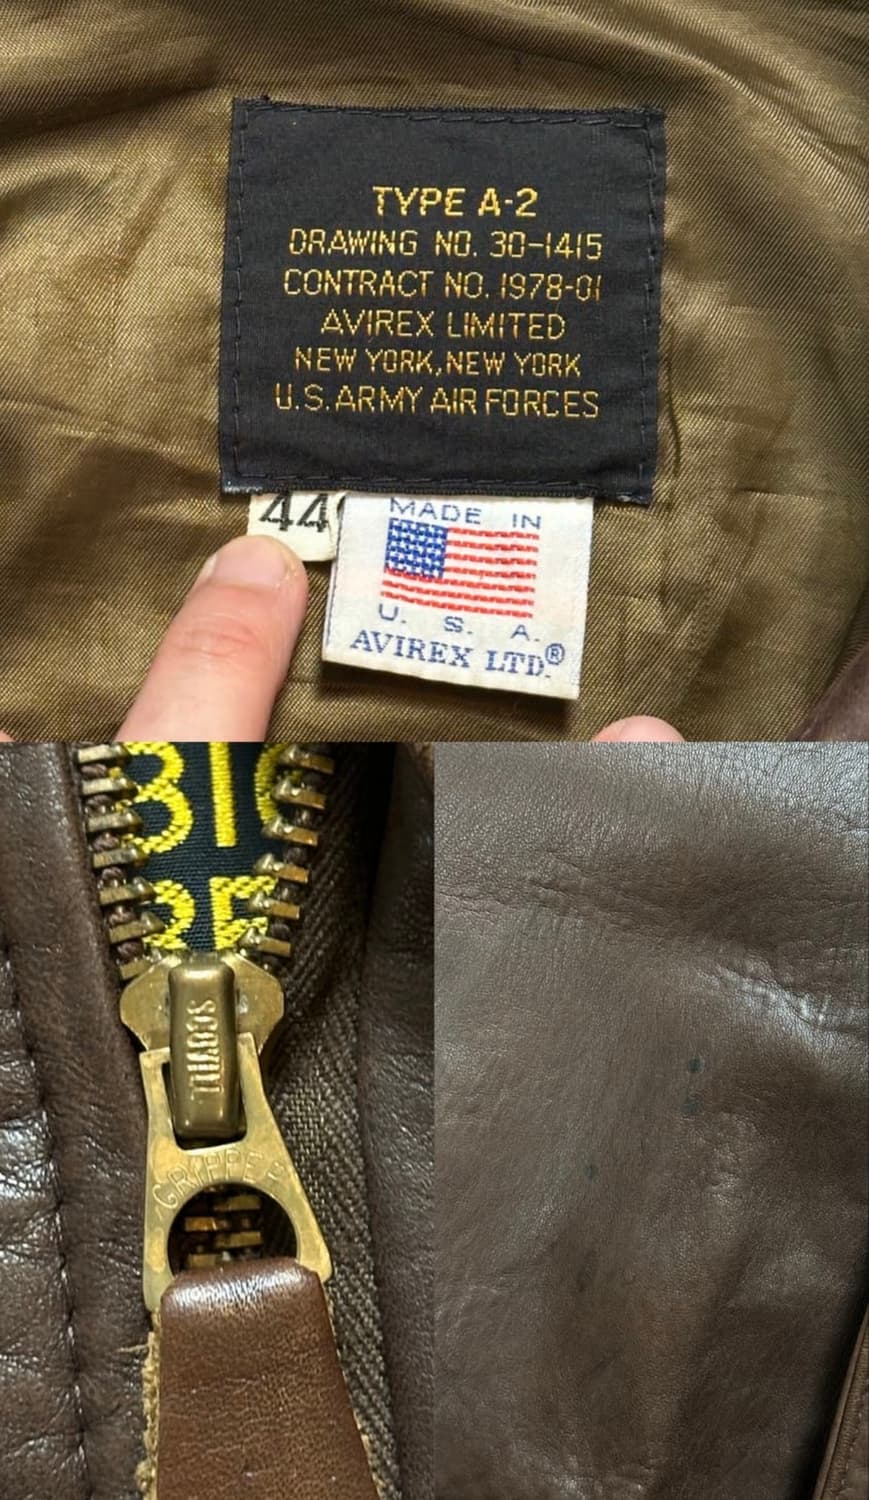 TYPE A-2
DRAWING NO. 30-1415
CONTRACT NO. 1978-01
AVIREX LIMITED
NEW YORK, NEW YORK
U.S. ARMY AIR FORCES
44
MADE IN
U. S. A.
AVIREX LTD.®
SCOVILL
GRIPPER